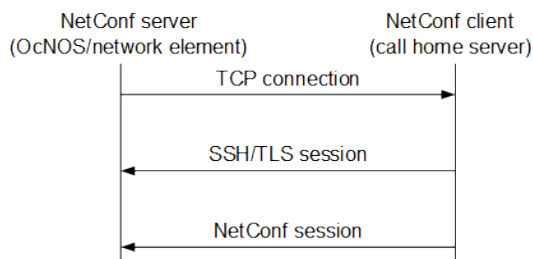 NetConf server
(OcNOS/network element)
NetConf client
(call home server)
TCP connection
SSH/TLS session
NetConf session